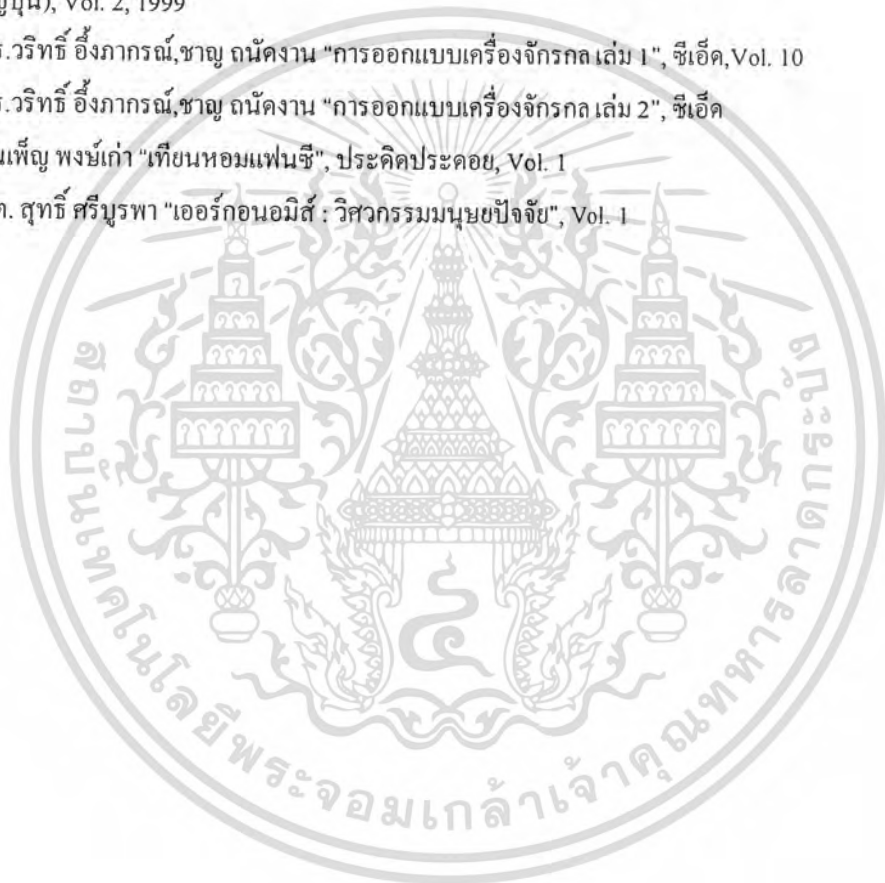 ญี่ปุ่น), Vol. 2, 1999
ร.วริทธิ์ อึ้งภากรณ์,ชาญ ถนัดงาน "การออกแบบเครื่องจักรกล เล่ม 1", ซีเอ็ด,Vol. 10
ร.วริทธิ์ อึ้งภากรณ์,ชาญ ถนัดงาน "การออกแบบเครื่องจักรกล เล่ม 2", ซีเอ็ด
นเพ็ญ พงษ์เก่า "เทียนหอมแฟนซี", ประคิดประคอย, Vol. 1
ต. สุทธิ์ ศรีบูรพา "เออร์กอนอมิส์ : วิศวกรรมมนุษยปัจจัย", Vol. 1
สถาบันเทคโนโลยีพระจอมเกล้าเจ้าคุณทหารลาดกระบัง